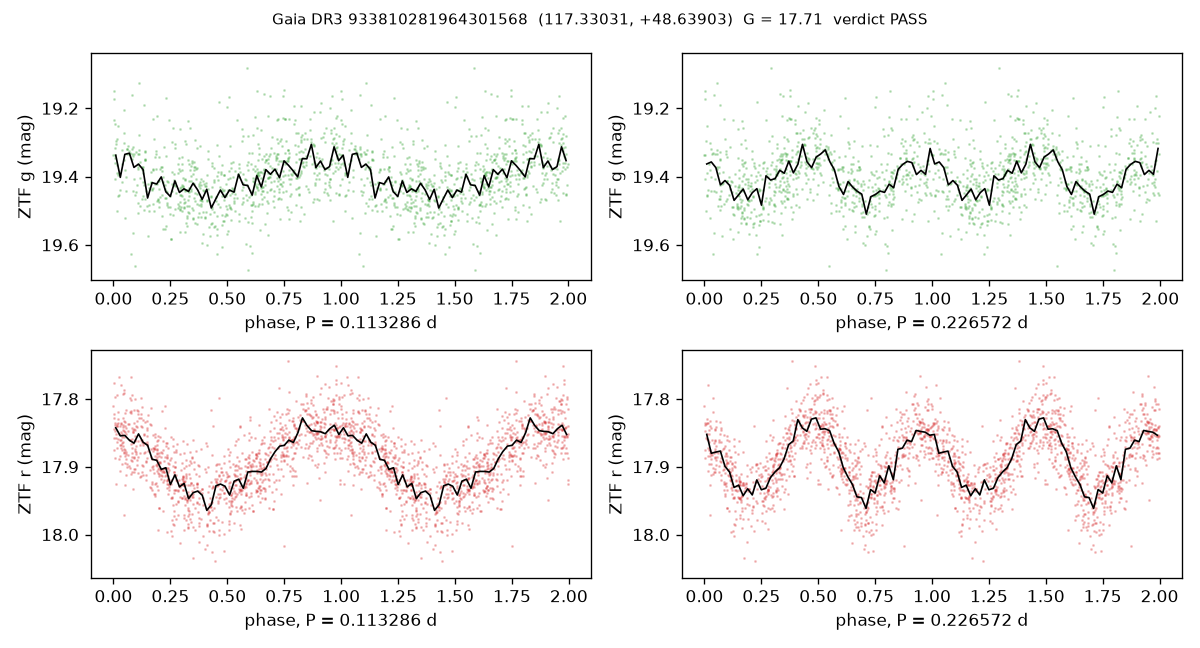 Gaia DR3 933810281964301568 (117.33031, +48.63903) G = 17.71 verdict PASS
ZTF g (mag)
19.2
19.4
19.6
0.00 0.25 0.50 0.75 1.00 1.25 1.50 1.75 2.00
phase, P = 0.113286 d
ZTF g (mag)
19.2
19.4
19.6
0.00 0.25 0.50 0.75 1.00 1.25 1.50 1.75 2.00
phase, P = 0.226572 d
ZTF r (mag)
17.8
17.9
18.0
0.00 0.25 0.50 0.75 1.00 1.25 1.50 1.75 2.00
phase, P = 0.113286 d
ZTF r (mag)
17.8
17.9
18.0
0.00 0.25 0.50 0.75 1.00 1.25 1.50 1.75 2.00
phase, P = 0.226572 d